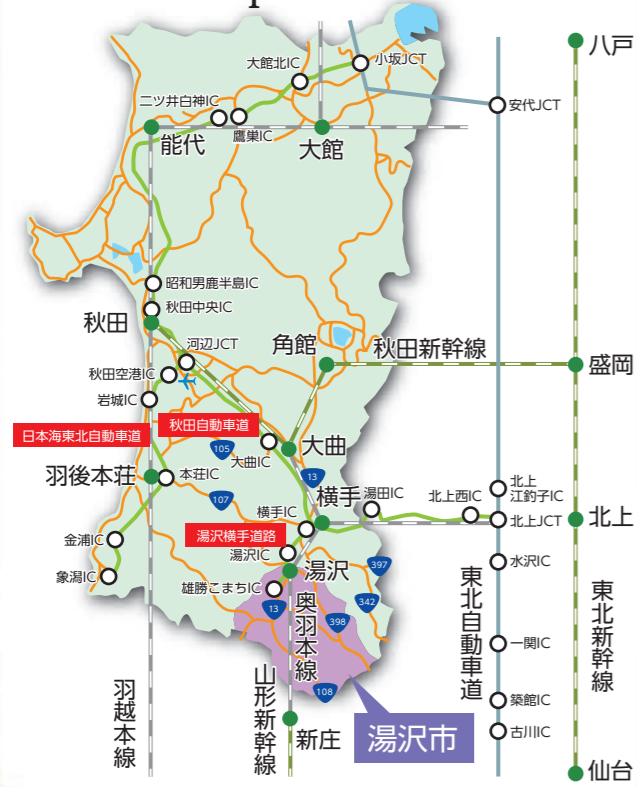 八戸
小坂JCT
大館北IC
安代JCT
二ツ井白神IC
鷹巣IC
能代
大館
昭和男鹿半島IC
秋田中央IC
秋田
河辺JCT
角館
秋田新幹線
盛岡
秋田空港IC
岩城IC
秋田自動車道
日本海東北自動車道
105
大曲IC
大曲
羽後本荘
本荘IC
13
107
横手
湯田IC
北上西IC
北上
江釣子IC
横手IC
北上JCT
北上
湯沢横手道路
金浦IC
湯沢IC
水沢IC
397
象潟IC
湯沢
雄勝こまちIC
13
奥羽本線
342
398
東北自動車道
東北新幹線
一関IC
羽越本線
山形新幹線
108
築館IC
新庄
湯沢市
古川IC
仙台